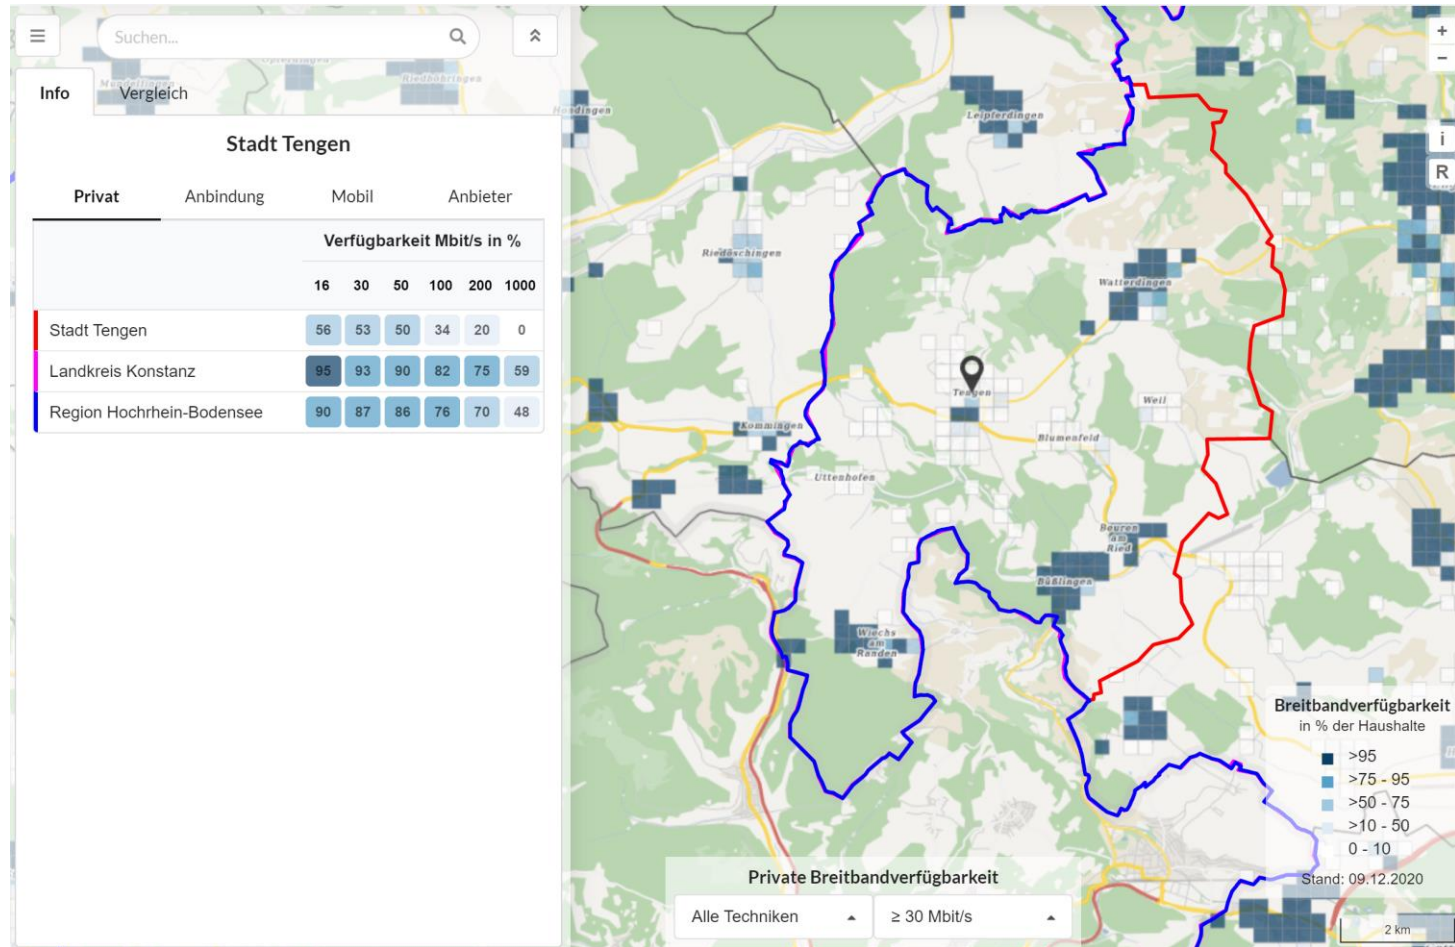 Suchen...
Mundelfingen
Opferdingen
Riedböhringen
Info
Vergleich
Stadt Tengen
Privat
Anbindung
Mobil
Anbieter
Verfügbarkeit Mbit/s in %
16 30 50 100 200 1000
Stadt Tengen 56 53 50 34 20 0
Landkreis Konstanz 95 93 90 82 75 59
Region Hochrhein-Bodensee 90 87 86 76 70 48
Hondingen
Leipferdingen
Riedöschingen
Watterdingen
Tengen
Weil
Kommingen
Blumenfeld
Uttenhofen
Beuren
am
Ried
Büßlingen
Wiechs
am
Randen
+
−
i
R
Breitbandverfügbarkeit
in % der Haushalte
>95
>75 - 95
>50 - 75
>10 - 50
0 - 10
Stand: 09.12.2020
2 km
Private Breitbandverfügbarkeit
Alle Techniken
≥ 30 Mbit/s